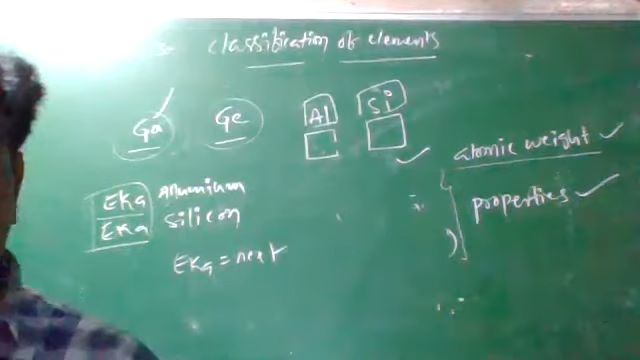 classification of elements
Ga Ge Al Si
atomic weight
properties
EKa Aluminium
EKa Silicon
EKa = next